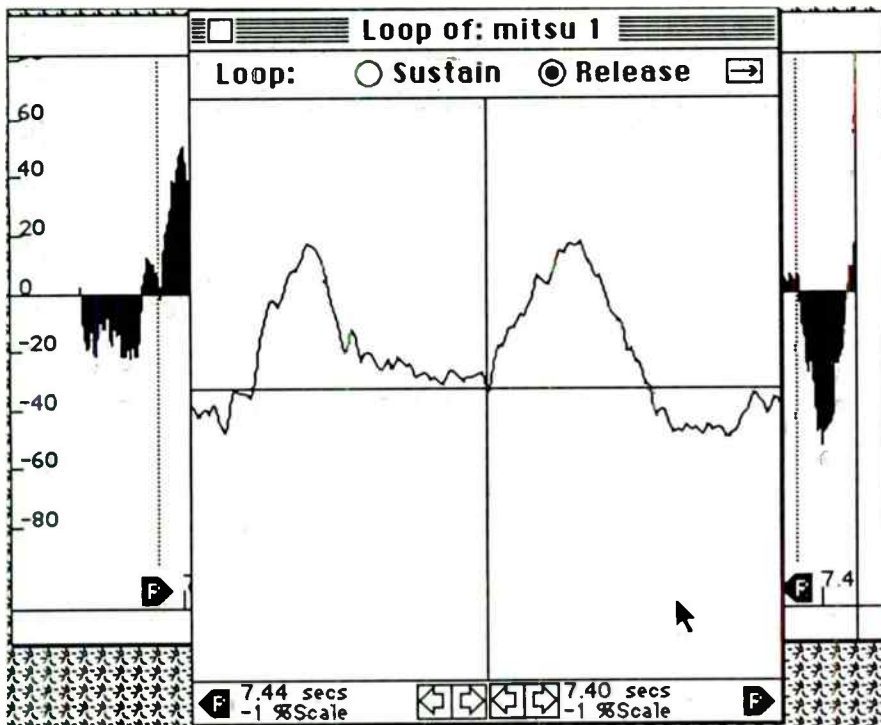 Loop of: mitsu 1
Loop: Sustain Release
60
40
20
0
-20
-40
-60
-80
F
F 7.4
F 7.44 secs
-1 %Scale
7.40 secs F
-1 %Scale